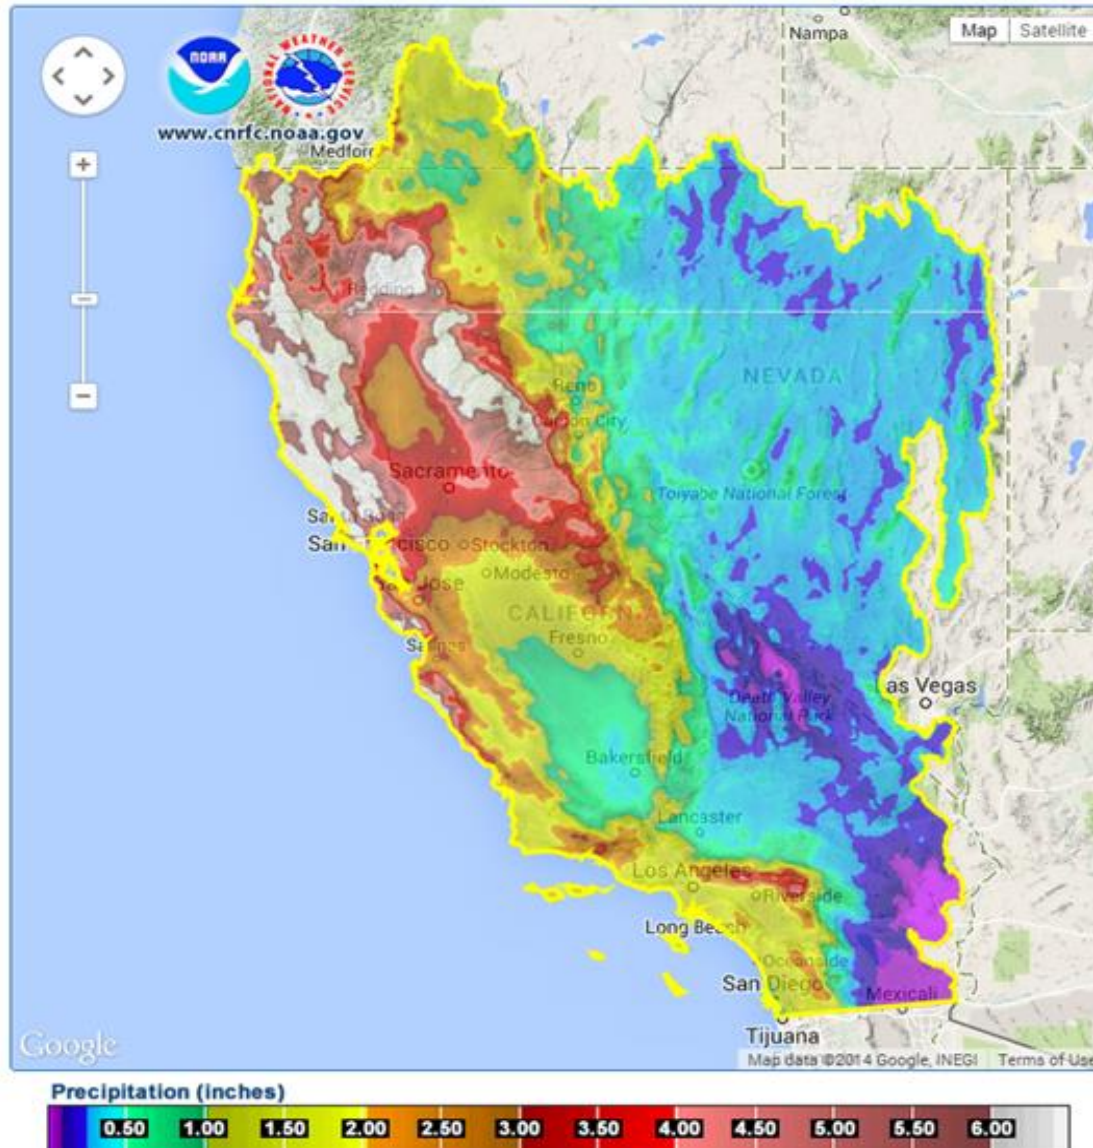 Nampa
Map Satellite
NOAA
NATIONAL WEATHER SERVICE
www.cnrfc.noaa.gov
Medfor
Redding
NEVADA
Reno
Carson City
Sacramento
Toiyabe National Forest
Santa Rosa
San Francisco
Stockton
Modesto
San Jose
CALIFORNIA
Fresno
Salinas
Las Vegas
Death Valley
National Park
Bakersfield
Lancaster
Los Angeles
Riverside
Long Beach
Oceanside
San Diego
Mexicali
Tijuana
Google
Map data ©2014 Google, INEGI Terms of Use
Precipitation (inches)
0.50 1.00 1.50 2.00 2.50 3.00 3.50 4.00 4.50 5.00 5.50 6.00